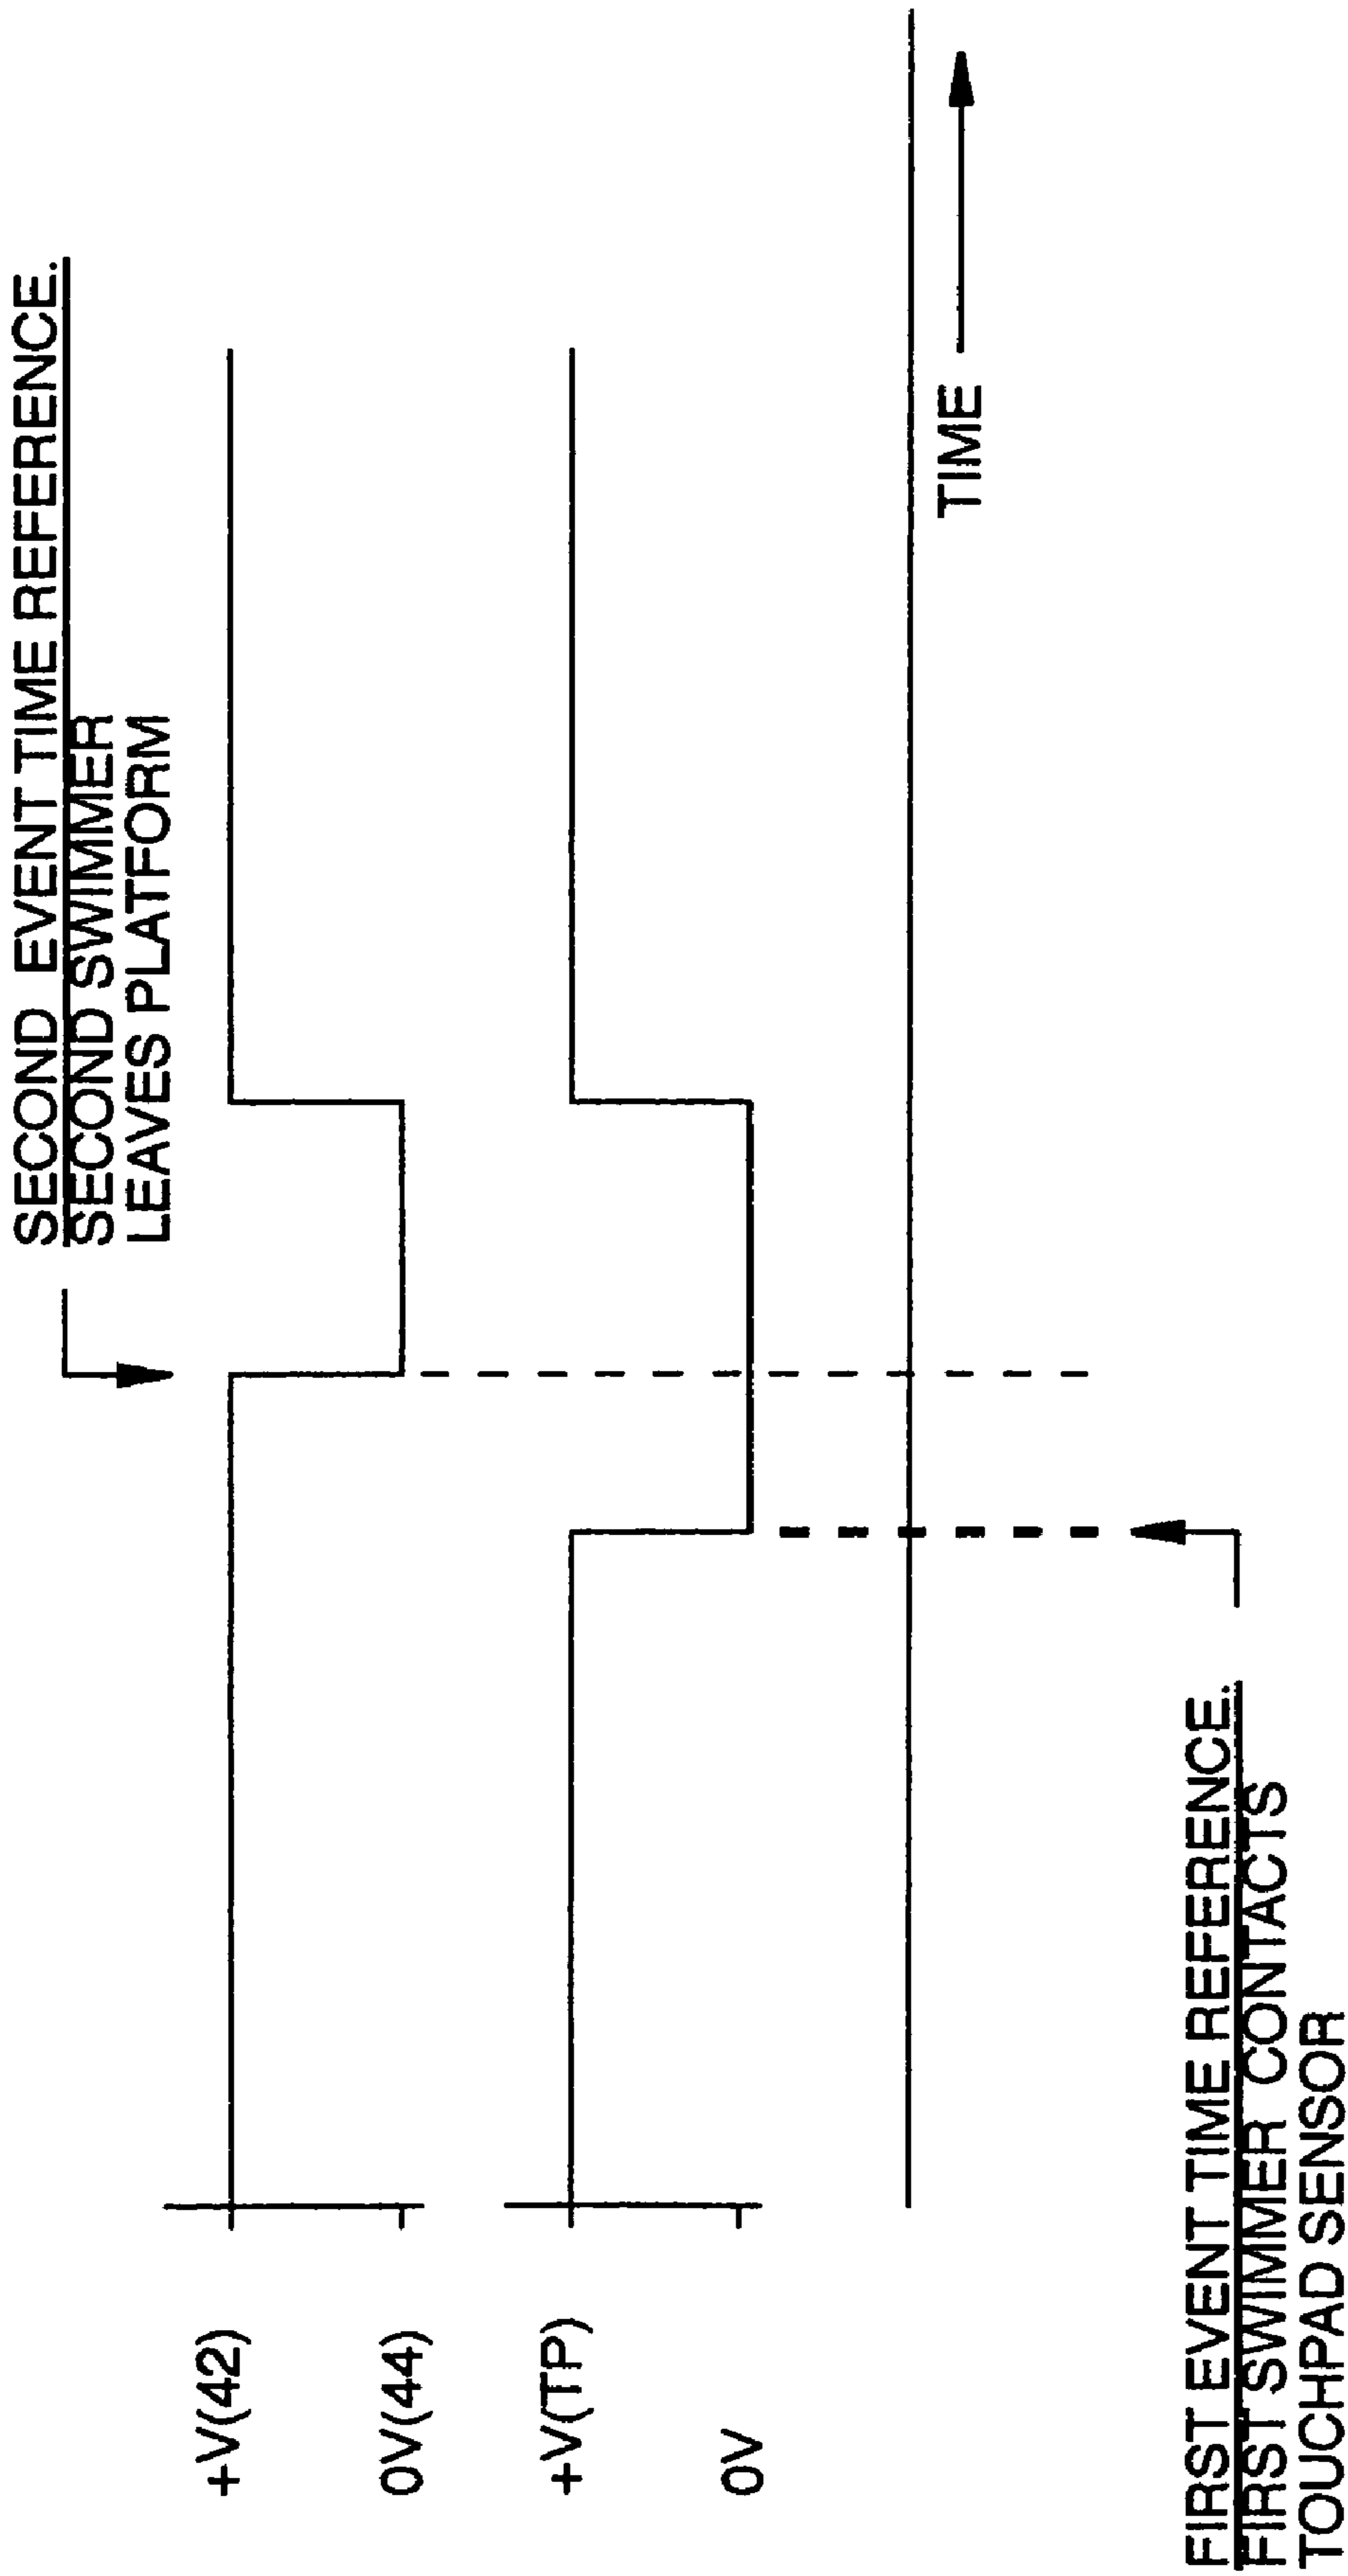 SECOND EVENT TIME REFERENCE.
SECOND SWIMMER
LEAVES PLATFORM
+V(42)
0V(44)
+V(TP)
0V
TIME
FIRST EVENT TIME REFERENCE.
FIRST SWIMMER CONTACTS
TOUCHPAD SENSOR